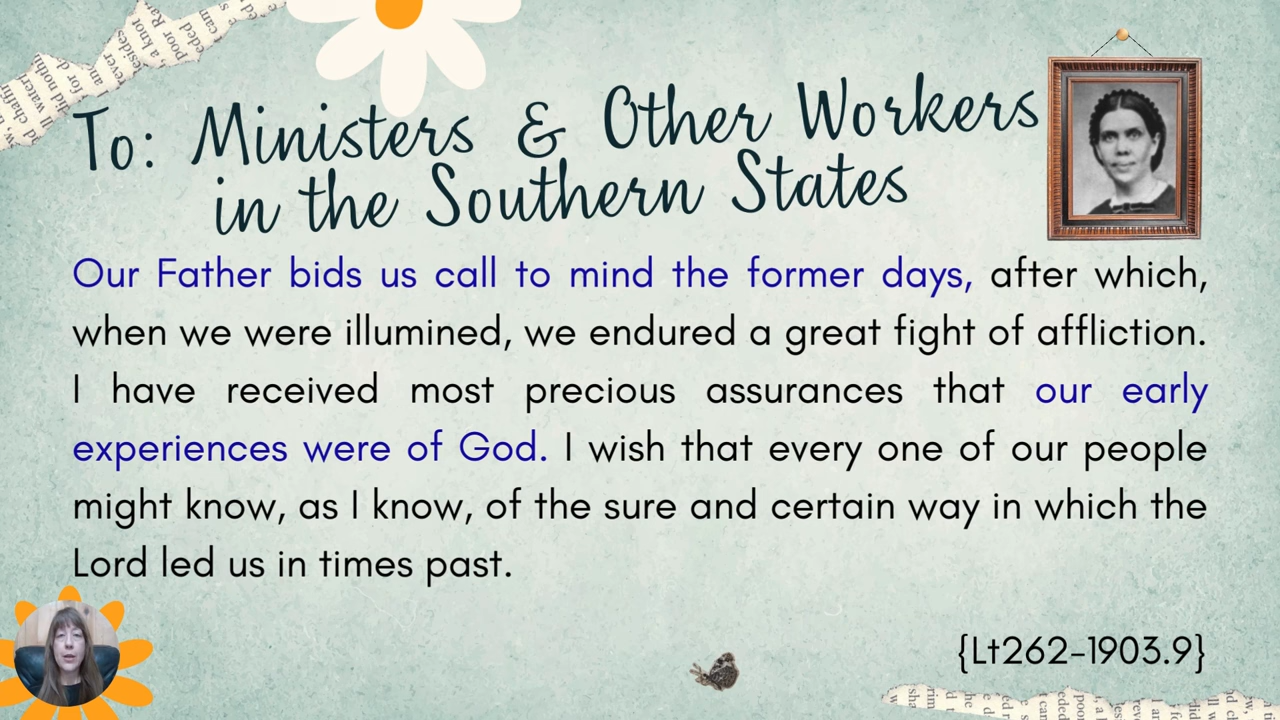 To: Ministers & Other Workers
in the Southern States
Our Father bids us call to mind the former days, after which,
when we were illumined, we endured a great fight of affliction.
I have received most precious assurances that our early
experiences were of God. I wish that every one of our people
might know, as I know, of the sure and certain way in which the
Lord led us in times past.
{Lt262-1903.9}